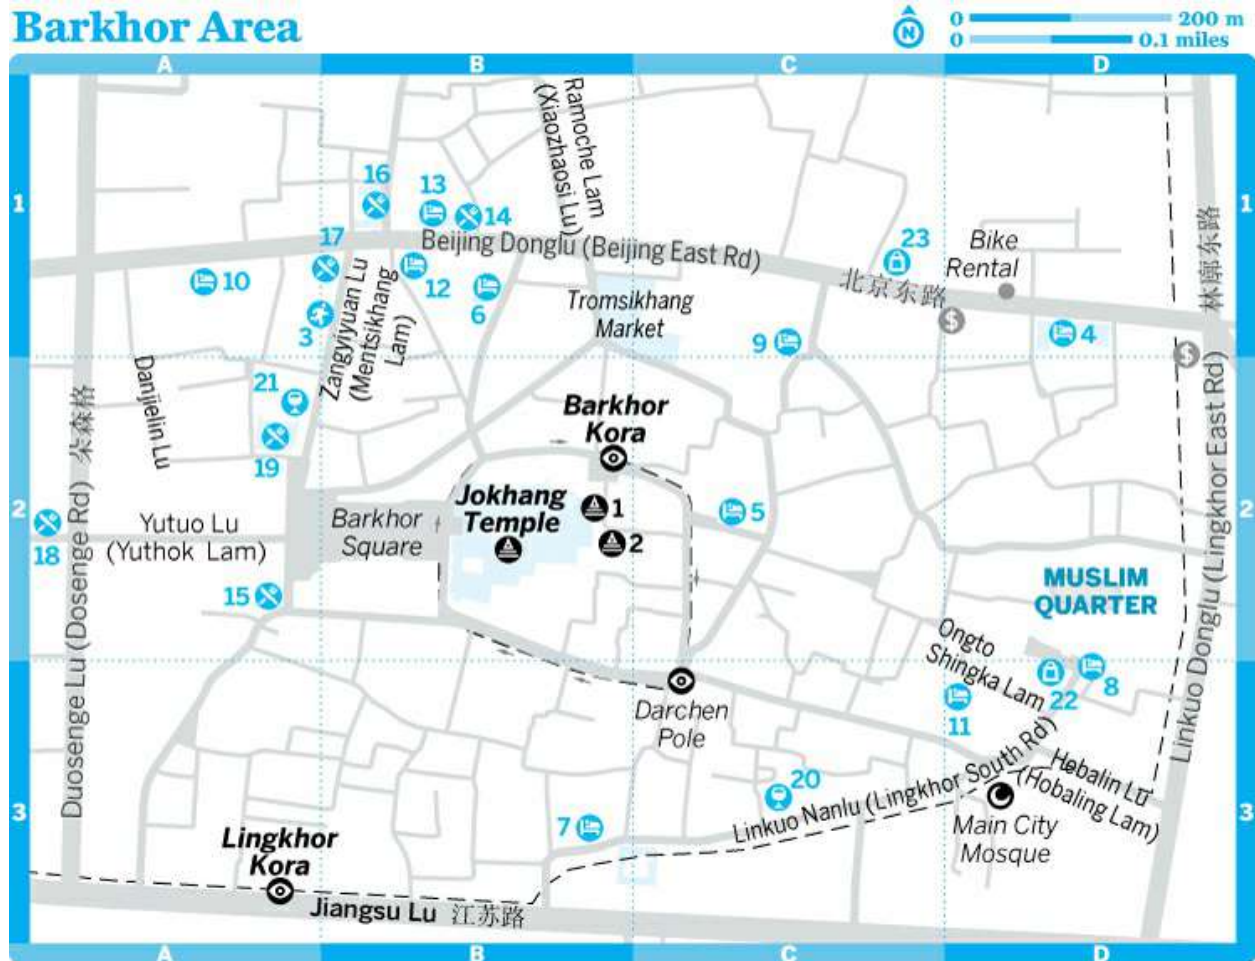 Barkhor Area
N
0 200 m
0 0.1 miles
A
B
C
D
1
1
Ramoche Lam
(Xiaozhaosi Lu)
16
13
14
17
Beijing Donglu (Beijing East Rd)
北京东路
23
Bike
Rental
林廓东路
10
12
6
3
Zangyiyuan Lu
(Mentsikhang
Lam)
Tromsikhang
Market
9
$
4
$
Danjielin Lu
21
19
Barkhor
Kora
2
2
Duosenge Lu (Dosenge Rd) 朵森格
18
Yutuo Lu
(Yuthok Lam)
Barkhor
Square
Jokhang
Temple
1
2
5
15
MUSLIM
QUARTER
Linkuo Donglu (Lingkhor East Rd)
Ongto
Shingka Lam
11
22
8
Darchen
Pole
20
7
Linkuo Nanlu (Lingkhor South Rd)
Hebalin Lu
(Hobaling Lam)
Main City
Mosque
3
3
Lingkhor
Kora
Jiangsu Lu 江苏路
A
B
C
D